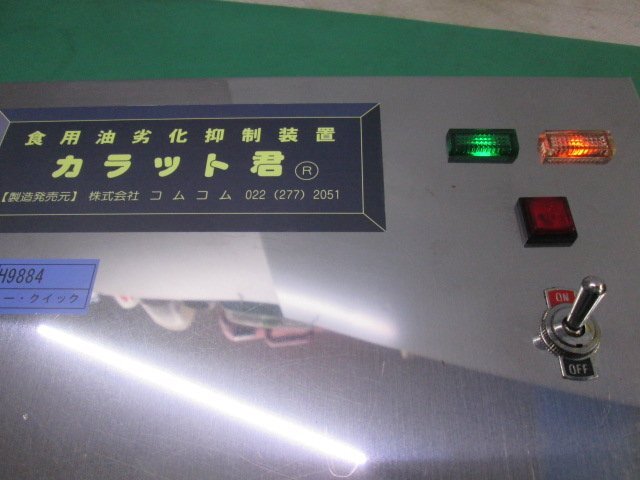 食用油劣化抑制装置
カラット君®
【製造発売元】 株式会社 コムコム 022 (277) 2051
H9884
ー・クイック
ON
OFF